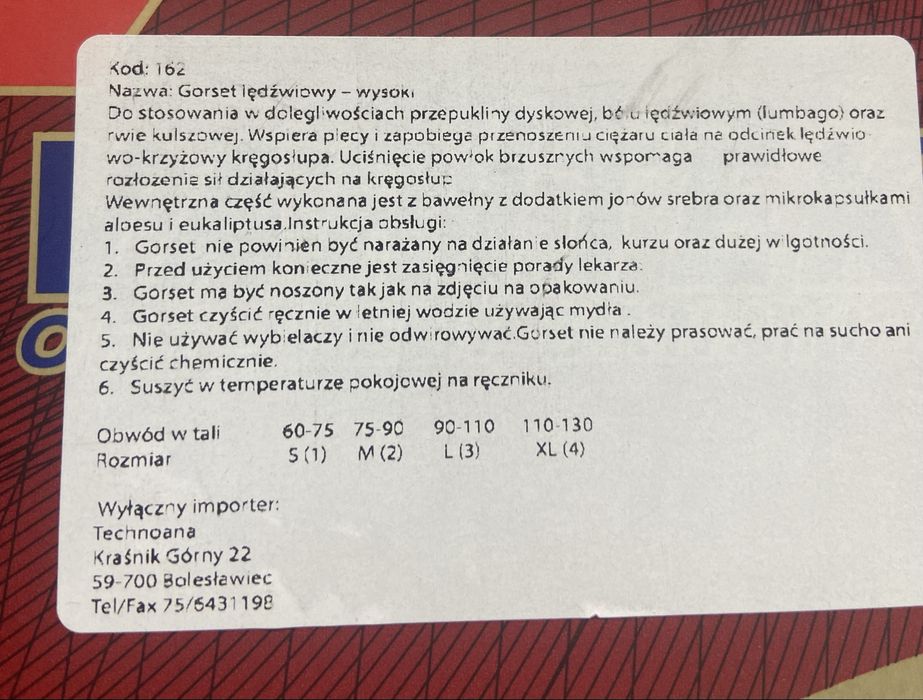 Kod: 162
Nazwa: Gorset lędźwiowy – wysoki
Do stosowania w dolegliwościach przepukliny dyskowej, bólu lędźwiowym (lumbago) oraz
rwie kulszowej. Wspiera plecy i zapobiega przenoszeniu ciężaru ciała na odcinek lędźwio
wo-krzyżowy kręgosłupa. Uciśnięcie powłok brzusznych wspomaga prawidłowe
rozłożenie sił działających na kręgosłup
Wewnętrzna część wykonana jest z bawełny z dodatkiem jonów srebra oraz mikrokapsułkami
aloesu i eukaliptusa.Instrukcja obsługi:
1. Gorset nie powinien być narażany na działanie słońca, kurzu oraz dużej wilgotności.
2. Przed użyciem konieczne jest zasięgnięcie porady lekarza.
3. Gorset ma być noszony tak jak na zdjęciu na opakowaniu.
4. Gorset czyścić ręcznie w letniej wodzie używając mydła .
5. Nie używać wybielaczy i nie odwirowywać.Gorset nie należy prasować, prać na sucho ani
czyścić chemicznie.
6. Suszyć w temperaturze pokojowej na ręczniku.
Obwód w tali 60-75 75-90 90-110 110-130
Rozmiar S (1) M (2) L (3) XL (4)
Wyłączny importer:
Technoana
Kraśnik Górny 22
59-700 Bolesławiec
Tel/Fax 75/6431198